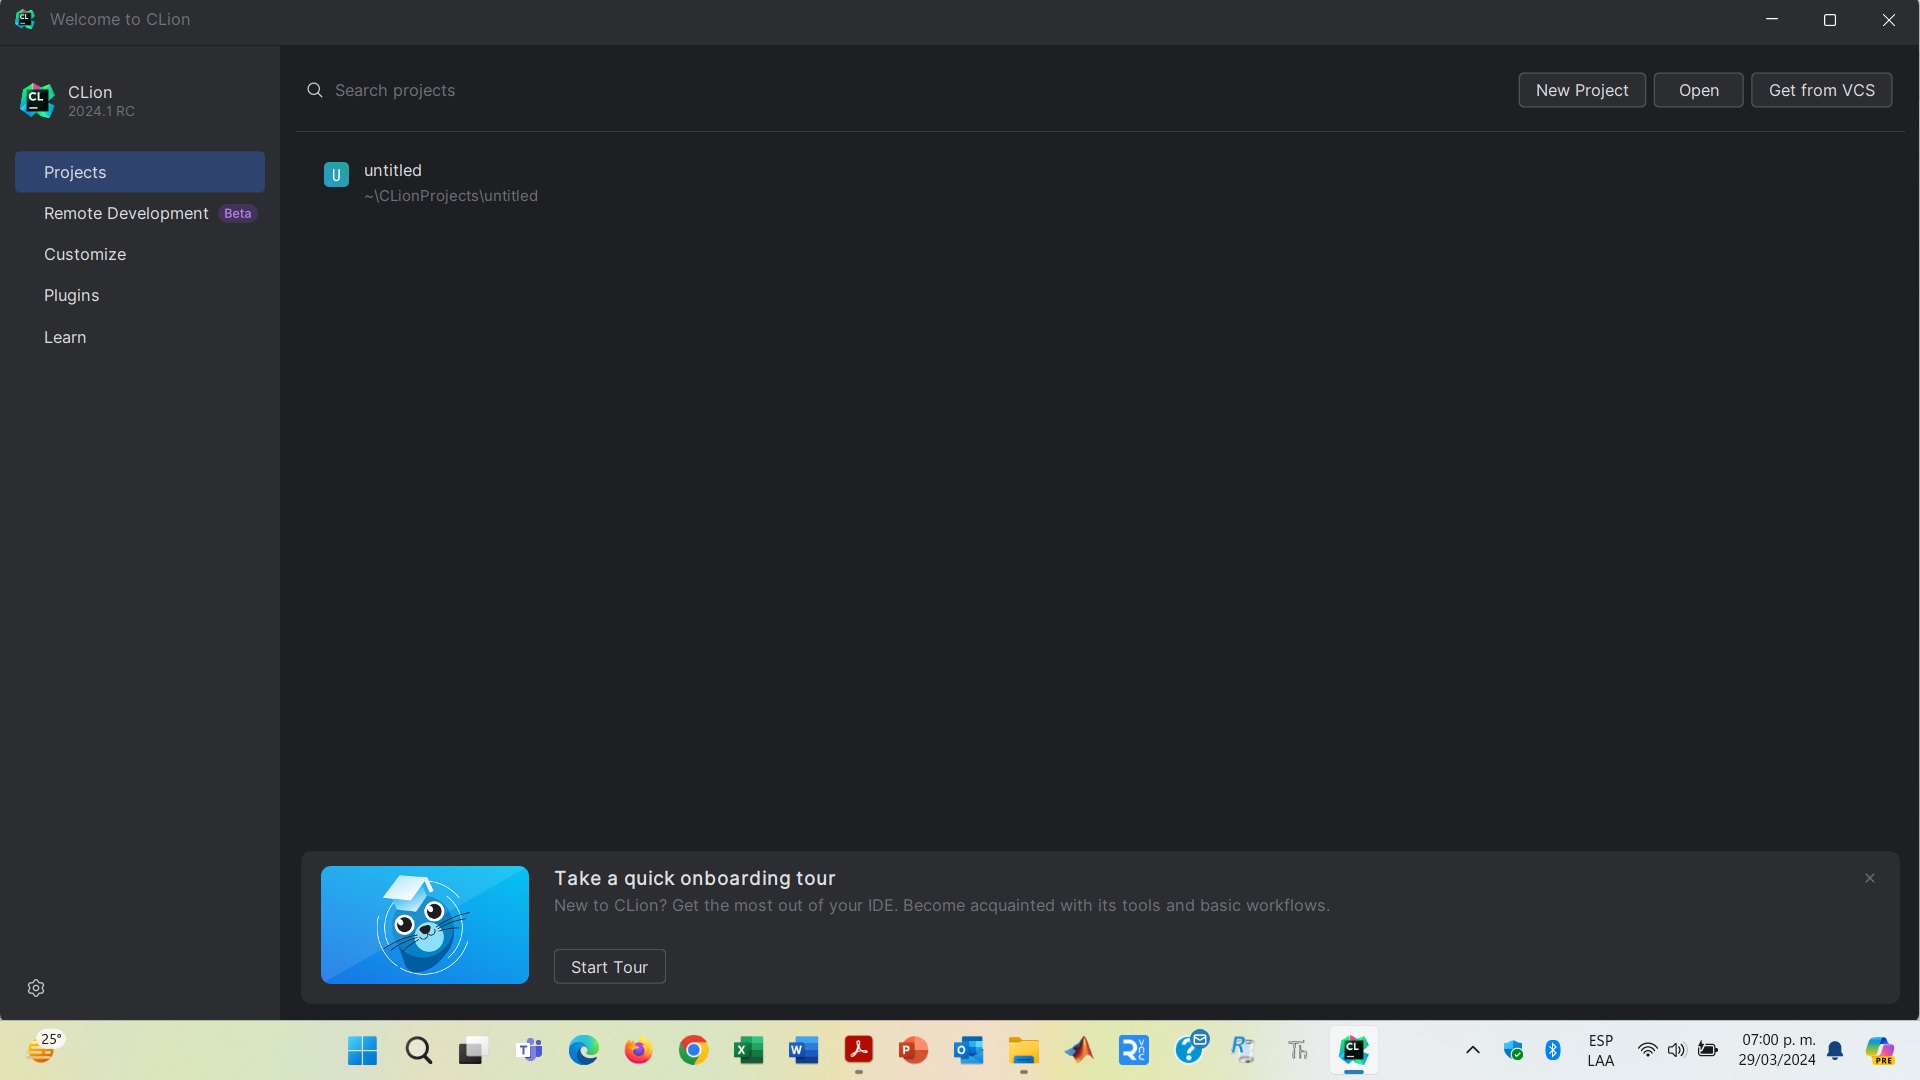 Welcome to CLion
CL
CLion
2024.1 RC
Projects
Remote Development Beta
Customize
Plugins
Learn
Search projects
New Project
Open
Get from VCS
U
untitled
~\CLionProjects\untitled
Take a quick onboarding tour
New to CLion? Get the most out of your IDE. Become acquainted with its tools and basic workflows.
Start Tour
25°
ESP
LAA
07:00 p. m.
29/03/2024
PRE